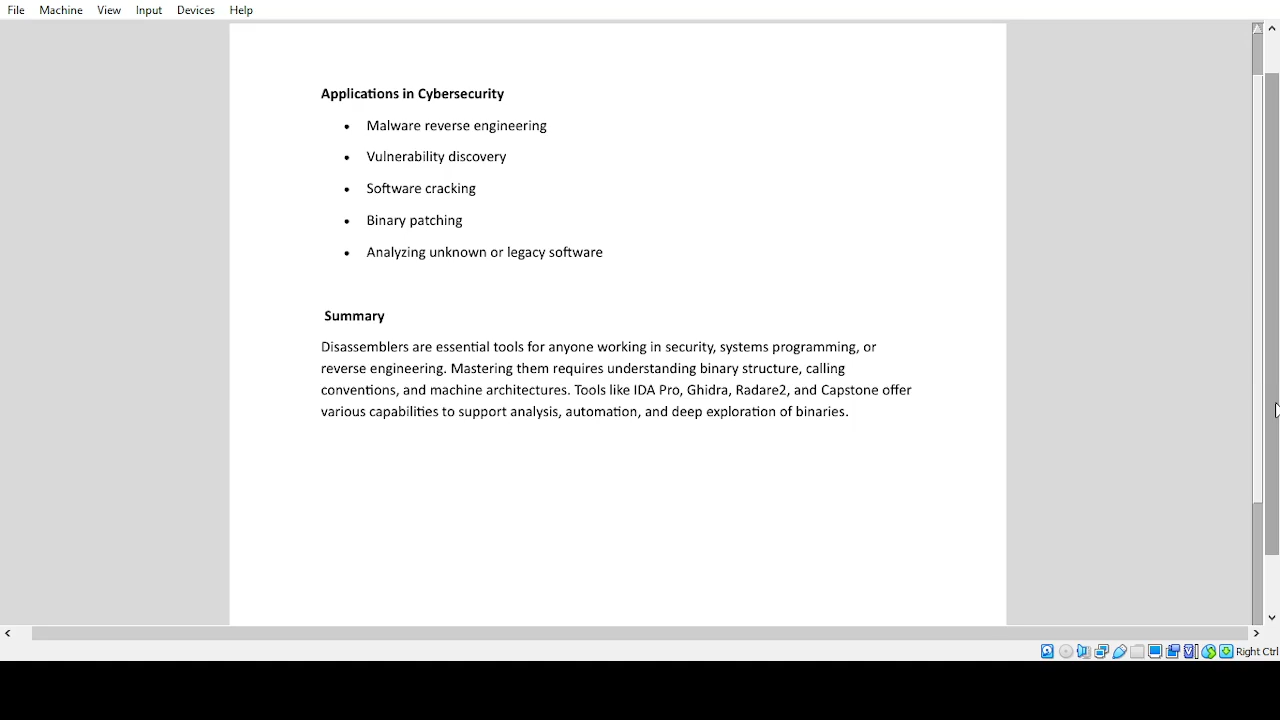 File Machine View Input Devices Help
Applications in Cybersecurity
• Malware reverse engineering
• Vulnerability discovery
• Software cracking
• Binary patching
• Analyzing unknown or legacy software
Summary
Disassemblers are essential tools for anyone working in security, systems programming, or
reverse engineering. Mastering them requires understanding binary structure, calling
conventions, and machine architectures. Tools like IDA Pro, Ghidra, Radare2, and Capstone offer
various capabilities to support analysis, automation, and deep exploration of binaries.
Right Ctrl